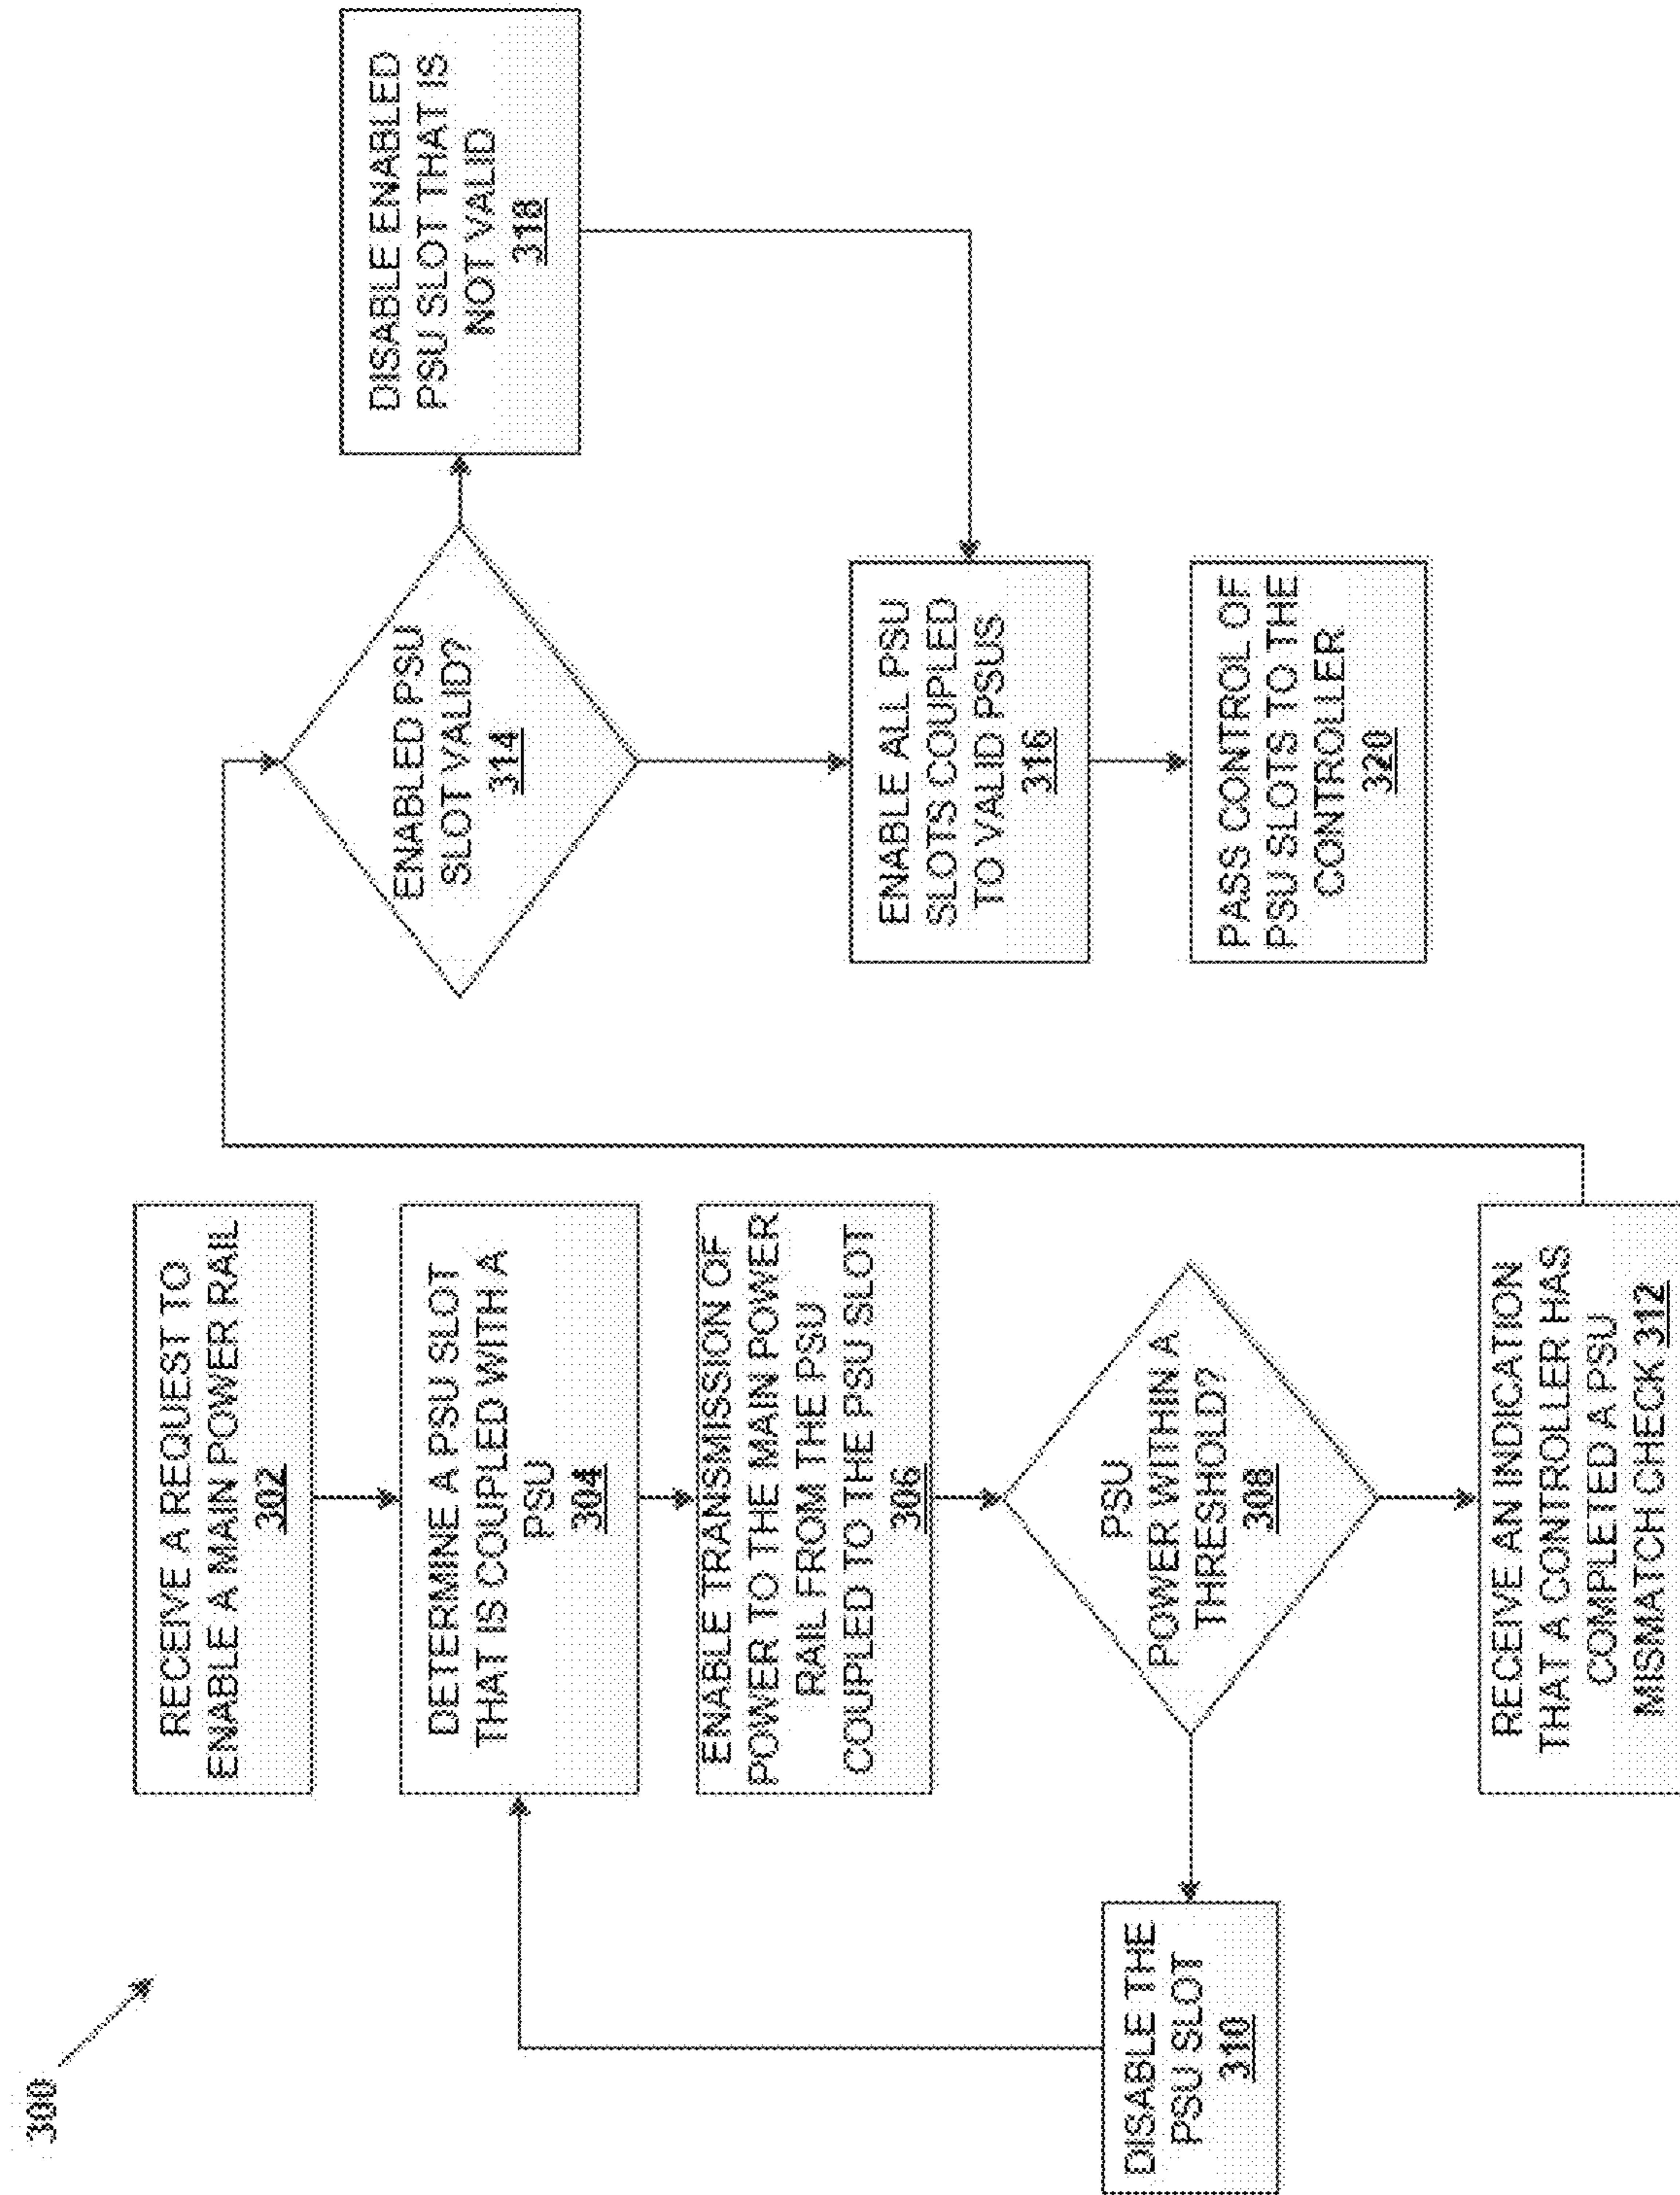 300
RECEIVE A REQUEST TO
ENABLE A MAIN POWER RAIL
302
DETERMINE A PSU SLOT
THAT IS COUPLED WITH A
PSU
304
ENABLE TRANSMISSION OF
POWER TO THE MAIN POWER
RAIL FROM THE PSU
COUPLED TO THE PSU SLOT
306
PSU
POWER WITHIN A
THRESHOLD?
308
DISABLE THE
PSU SLOT
310
RECEIVE AN INDICATION
THAT A CONTROLLER HAS
COMPLETED A PSU
MISMATCH CHECK 312
ENABLED PSU
SLOT VALID?
314
DISABLE ENABLED
PSU SLOT THAT IS
NOT VALID
318
ENABLE ALL PSU
SLOTS COUPLED
TO VALID PSUS
316
PASS CONTROL OF
PSU SLOTS TO THE
CONTROLLER
320